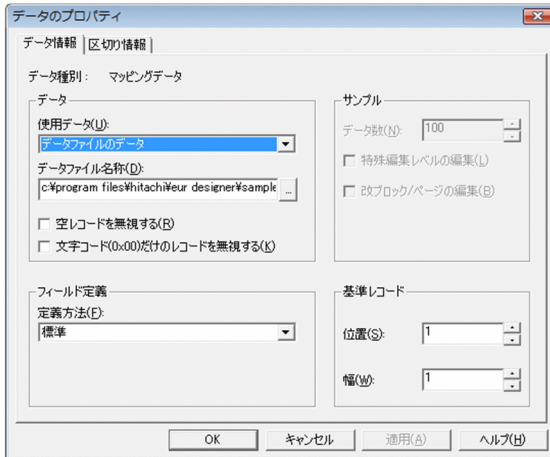 データのプロパティ
データ情報 区切り情報
データ種別： マッピングデータ
データ
使用データ(U):
データファイルのデータ
データファイル名称(D):
c:¥program files¥hitachi¥eur designer¥sample ...
空レコードを無視する(R)
文字コード(0x00)だけのレコードを無視する(K)
サンプル
データ数(N): 100
特殊編集レベルの編集(L)
改ブロック/ページの編集(B)
フィールド定義
定義方法(F):
標準
基準レコード
位置(S): 1
幅(W): 1
OK キャンセル 適用(A) ヘルプ(H)